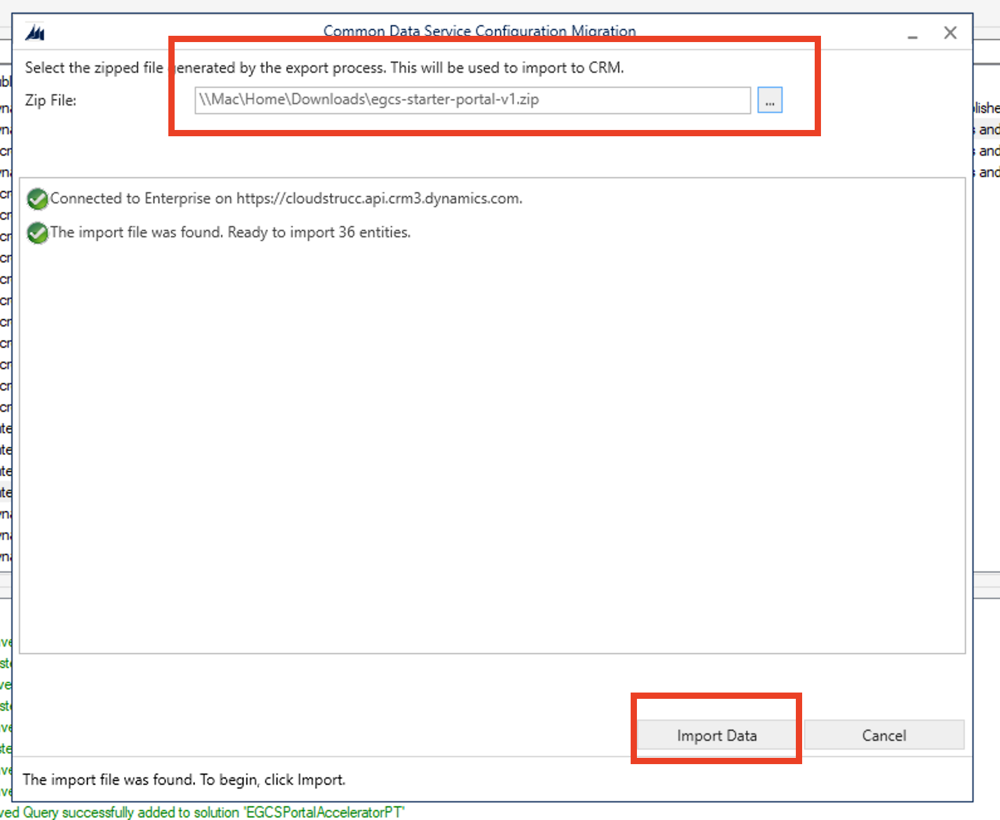 Common Data Service Configuration Migration
Select the zipped file generated by the export process. This will be used to import to CRM.
Zip File:
\\Mac\Home\Downloads\egcs-starter-portal-v1.zip
...
Connected to Enterprise on https://cloudstrucc.api.crm3.dynamics.com.
The import file was found. Ready to import 36 entities.
Import Data
Cancel
The import file was found. To begin, click Import.
ved Query successfully added to solution 'EGCSPortalAcceleratorPT'
and
and
and